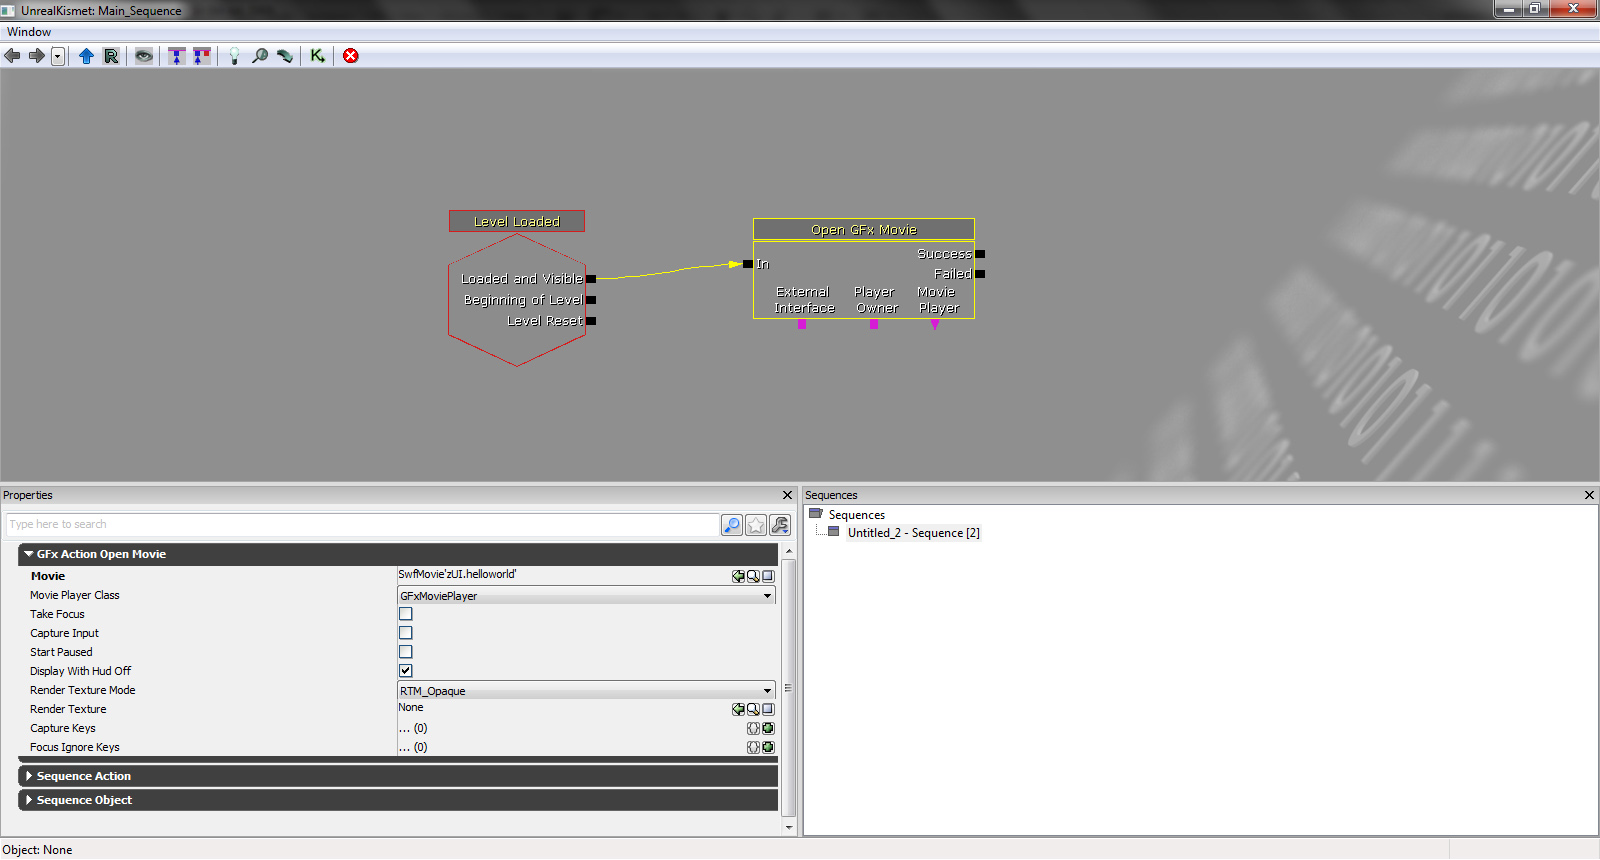 UnrealKismet: Main_Sequence
Window
Level Loaded
Loaded and Visible
Beginning of Level
Level Reset
Open GFx Movie
In
Success
Failed
External Interface
Player Owner
Movie Player
Properties
Type here to search
GFx Action Open Movie
Movie SwfMovie'zUI.helloworld'
Movie Player Class GFxMoviePlayer
Take Focus
Capture Input
Start Paused
Display With Hud Off
Render Texture Mode RTM_Opaque
Render Texture None
Capture Keys ... (0)
Focus Ignore Keys ... (0)
Sequence Action
Sequence Object
Sequences
Sequences
Untitled_2 - Sequence [2]
Object: None